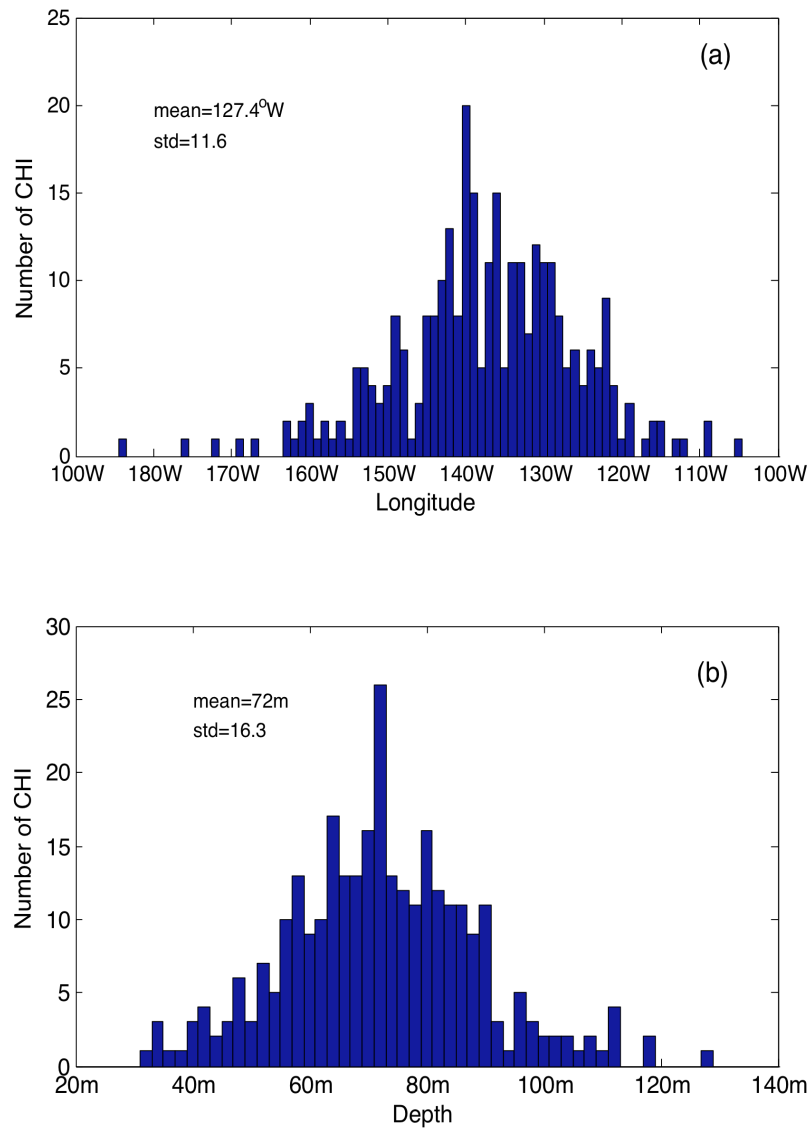 25
(a)
mean=127.4°W
std=11.6
20
15
10
5
0
Number of CHI
100W 180W 170W 160W 150W 140W 130W 120W 110W 100W
Longitude
30
(b)
mean=72m
std=16.3
25
20
15
10
5
0
Number of CHI
20m 40m 60m 80m 100m 120m 140m
Depth